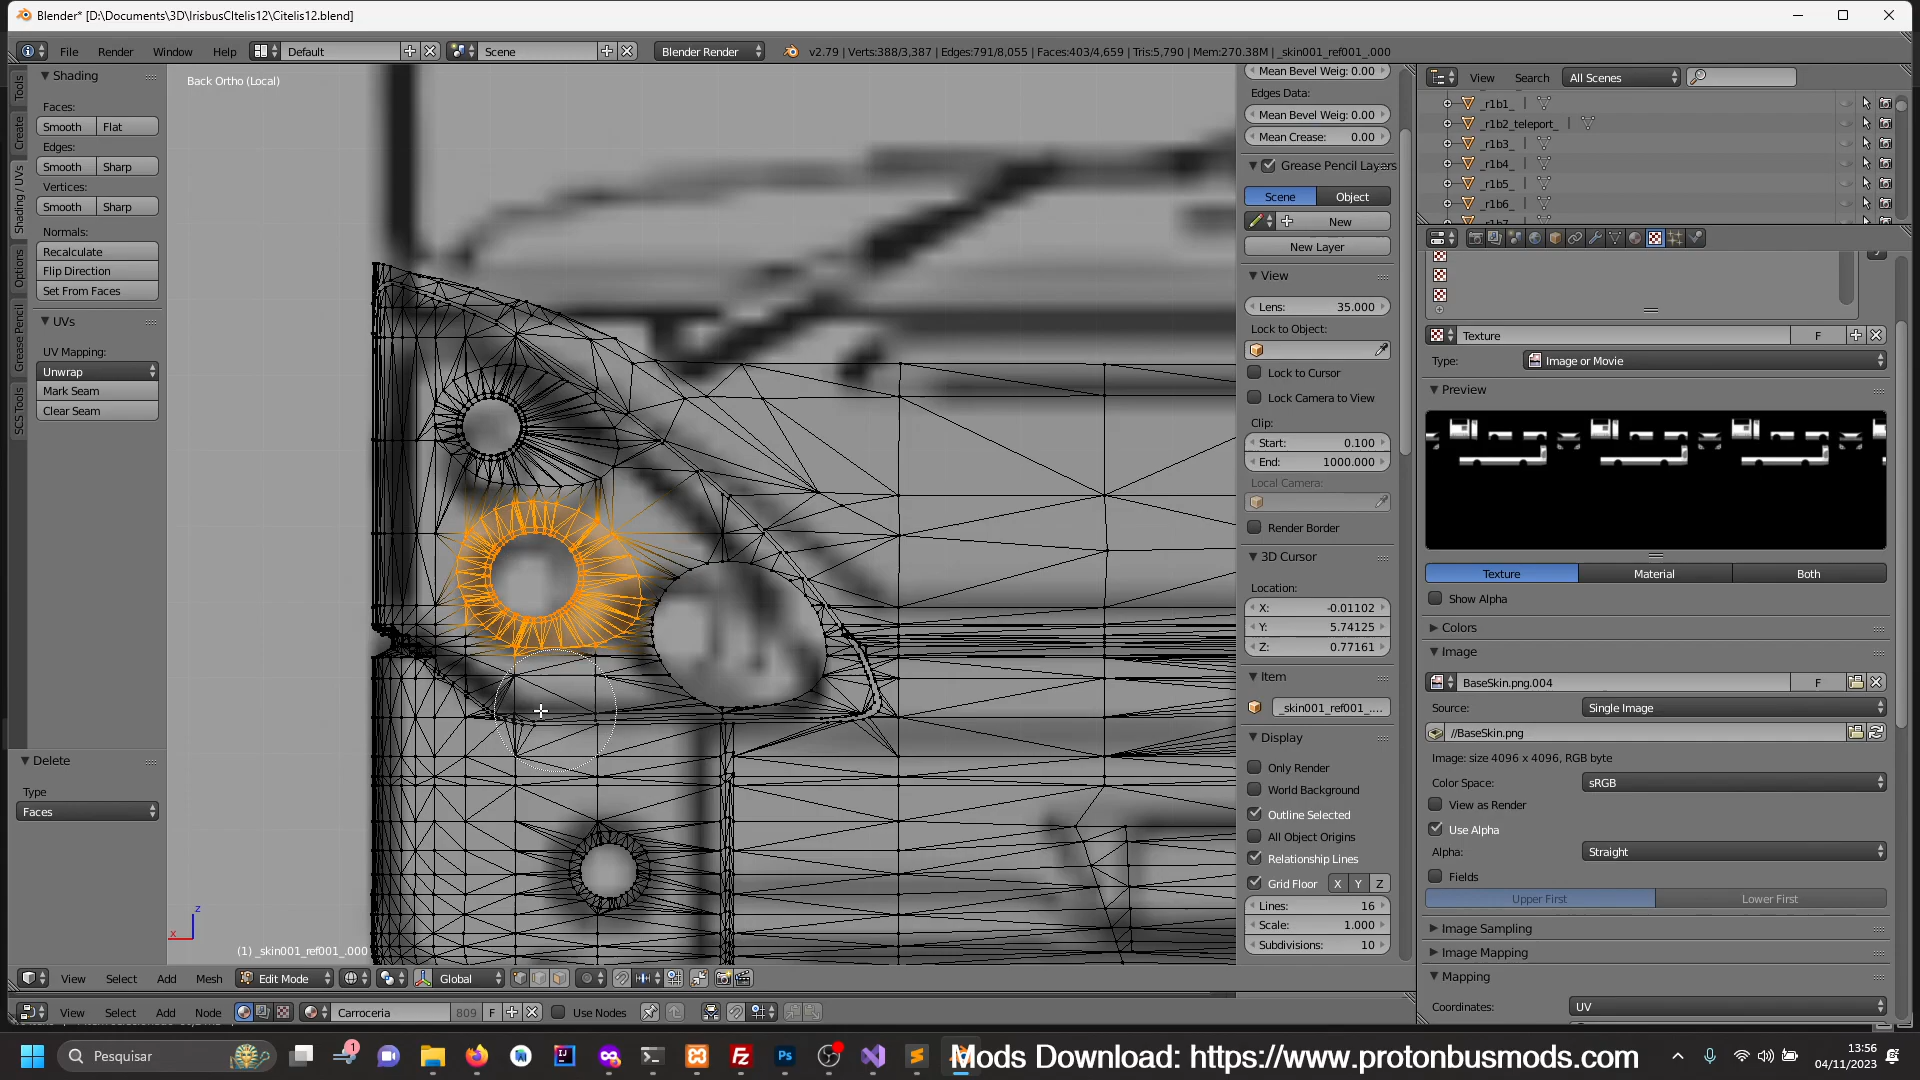 Blender* [D:\Documents\3D\IrisbusCItelis12\Citelis12.blend]
File Render Window Help Default Scene Blender Render v2.79 | Verts:388/3,387 | Edges:791/8,055 | Faces:403/4,659 | Tris:5,790 | Mem:270.38M | _skin001_ref001_.000
Tools
Create
Shading / UVs
Options
Grease Pencil
SCS Tools
Shading
Faces:
Smooth Flat
Edges:
Smooth Sharp
Vertices:
Smooth Sharp
Normals:
Recalculate
Flip Direction
Set From Faces
UVs
UV Mapping:
Unwrap
Mark Seam
Clear Seam
Delete
Type
Faces
Back Ortho (Local)
z
x
(1) _skin001_ref001_.000
Mean Bevel Weig: 0.00
Edges Data:
Mean Bevel Weig: 0.00
Mean Crease: 0.00
Grease Pencil Layers
Scene Object
New
New Layer
View
Lens: 35.000
Lock to Object:
Lock to Cursor
Lock Camera to View
Clip:
Start: 0.100
End: 1000.000
Local Camera:
Render Border
3D Cursor
Location:
X: -0.01102
Y: 5.74125
Z: 0.77161
Item
_skin001_ref001_....
Display
Only Render
World Background
Outline Selected
All Object Origins
Relationship Lines
Grid Floor X Y Z
Lines: 16
Scale: 1.000
Subdivisions: 10
View Search All Scenes
_r1b1_
_r1b2_teleport_
_r1b3_
_r1b4_
_r1b5_
_r1b6_
Texture F
Type: Image or Movie
Preview
Texture Material Both
Show Alpha
Colors
Image
BaseSkin.png.004 F
Source: Single Image
//BaseSkin.png
Image: size 4096 x 4096, RGB byte
Color Space: sRGB
View as Render
Use Alpha
Alpha: Straight
Fields
Upper First Lower First
Image Sampling
Image Mapping
Mapping
Coordinates: UV
View Select Add Mesh Edit Mode Global
View Select Add Node Carroceria 809 F Use Nodes
Pesquisar
1
Mods Download: https://www.protonbusmods.com
13:56
04/11/2023